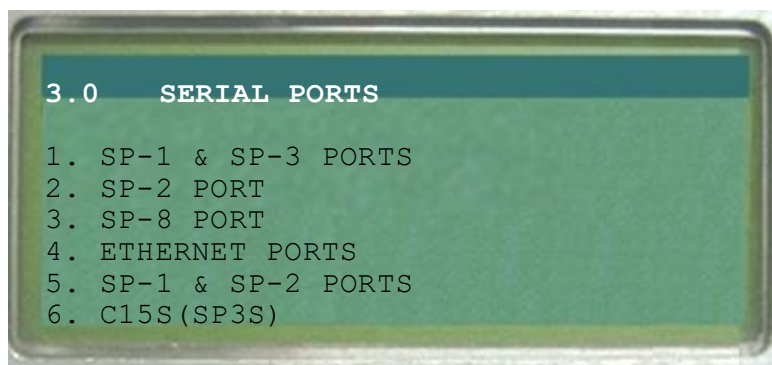 3.0 SERIAL PORTS
1. SP-1 & SP-3 PORTS
2. SP-2 PORT
3. SP-8 PORT
4. ETHERNET PORTS
5. SP-1 & SP-2 PORTS
6. C15S(SP3S)